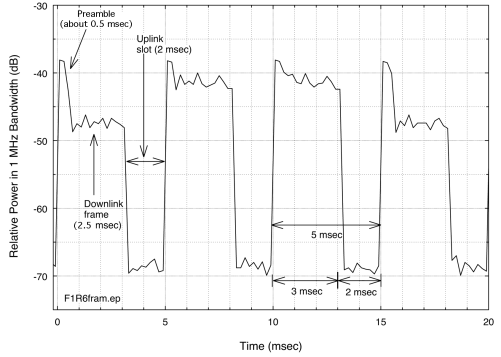 Preamble
(about 0.5 msec)
Uplink
slot (2 msec)
Downlink
frame
(2.5 msec)
5 msec
3 msec
2 msec
F1R6fram.ep
-30
-40
-50
-60
-70
0
5
10
15
20
Relative Power in 1 MHz Bandwidth (dB)
Time (msec)